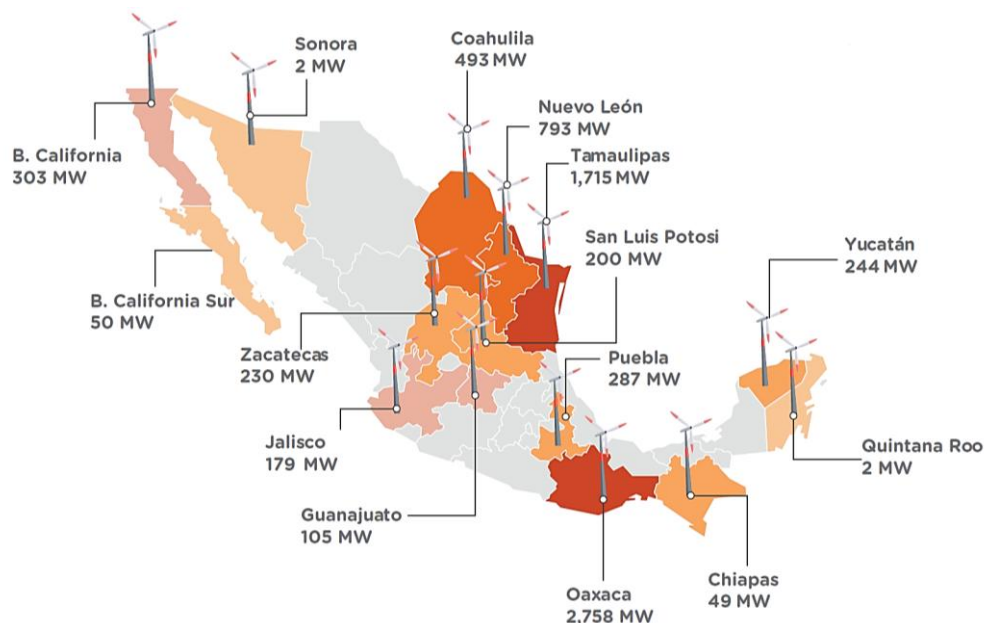 Sonora
2 MW
Coahulila
493 MW
Nuevo León
793 MW
Tamaulipas
1,715 MW
B. California
303 MW
San Luis Potosi
200 MW
Yucatán
244 MW
B. California Sur
50 MW
Zacatecas
230 MW
Puebla
287 MW
Jalisco
179 MW
Quintana Roo
2 MW
Guanajuato
105 MW
Oaxaca
2,758 MW
Chiapas
49 MW